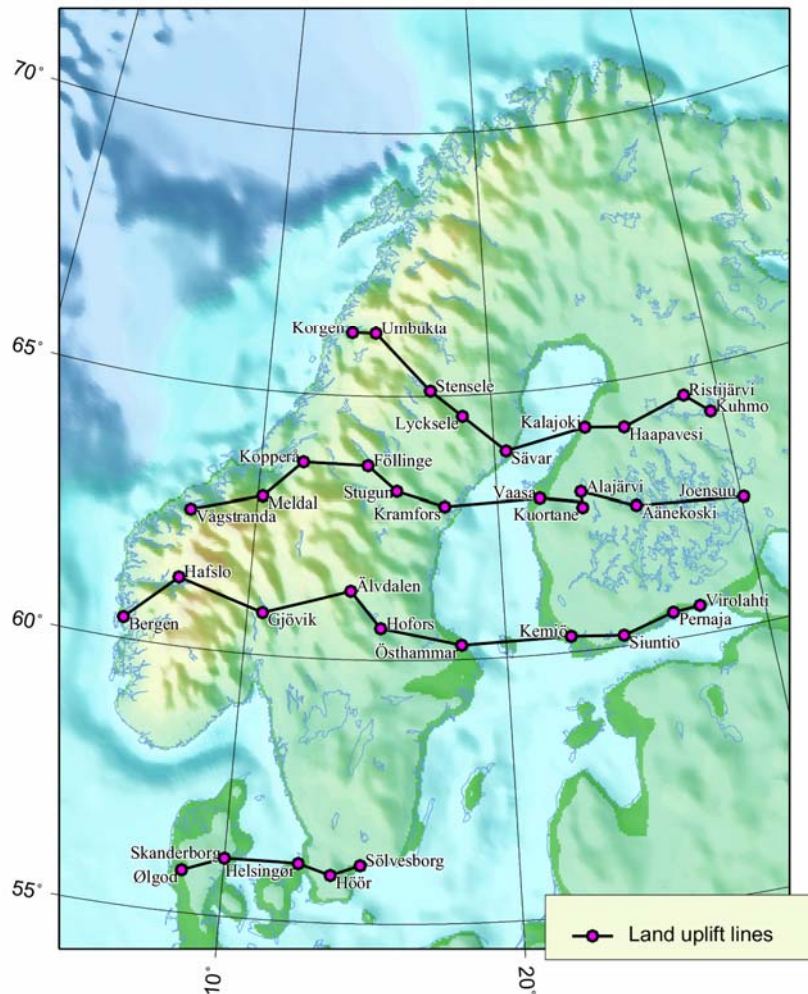 70°
65°
Korgen
Umbukta
Stensele
Lycksele
Sävar
Kalajoki
Haapavesi
Ristijärvi
Kuhmo
Kopperå
Föllinge
Meldal
Vågstranda
Stugun
Kramfors
Vaasa
Kuortane
Alajärvi
Äänekoski
Joensuu
60°
Hafslo
Bergen
Gjövik
Älvdalen
Hofors
Östhammar
Kemiö
Siuntio
Pernaja
Virolahti
55°
Skanderborg
Ølgod
Helsingør
Höör
Sölvesborg
Land uplift lines
10°
20°